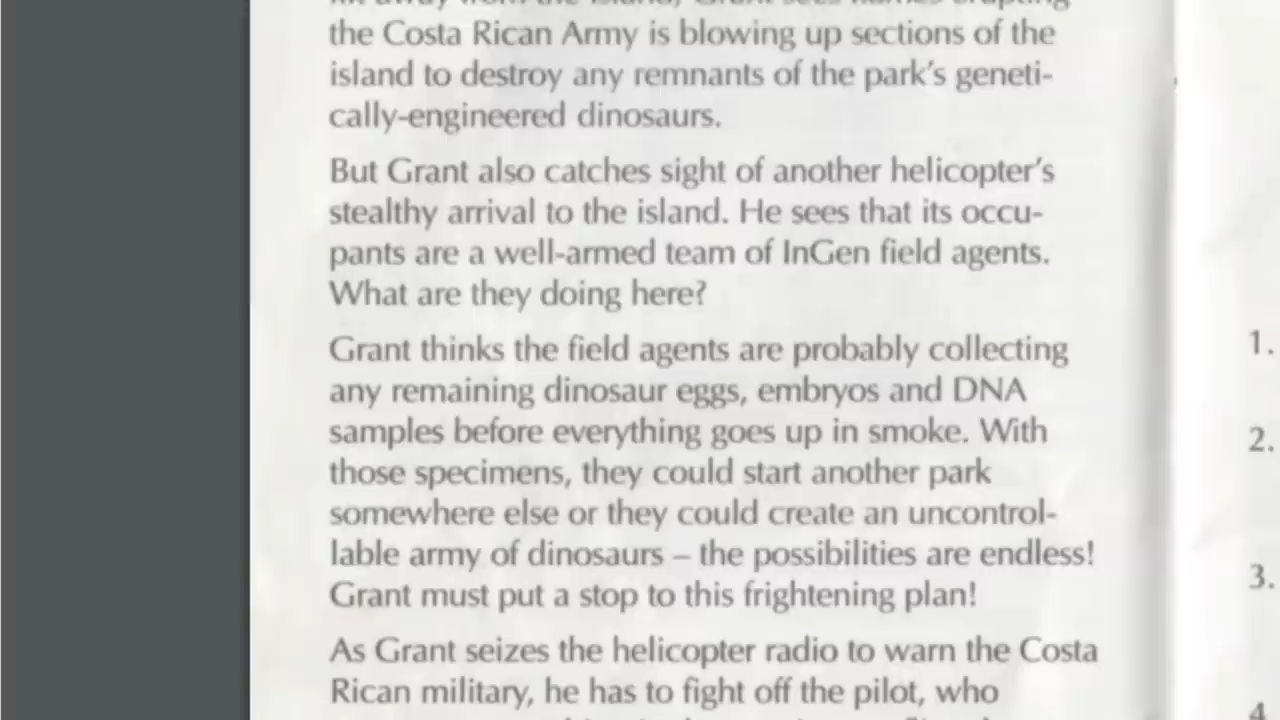 the Costa Rican Army is blowing up sections of the
island to destroy any remnants of the park's geneti-
cally-engineered dinosaurs.
But Grant also catches sight of another helicopter's
stealthy arrival to the island. He sees that its occu-
pants are a well-armed team of InGen field agents.
What are they doing here?
Grant thinks the field agents are probably collecting
any remaining dinosaur eggs, embryos and DNA
samples before everything goes up in smoke. With
those specimens, they could start another park
somewhere else or they could create an uncontrol-
lable army of dinosaurs – the possibilities are endless!
Grant must put a stop to this frightening plan!
As Grant seizes the helicopter radio to warn the Costa
Rican military, he has to fight off the pilot, who
1.
2.
3.
4